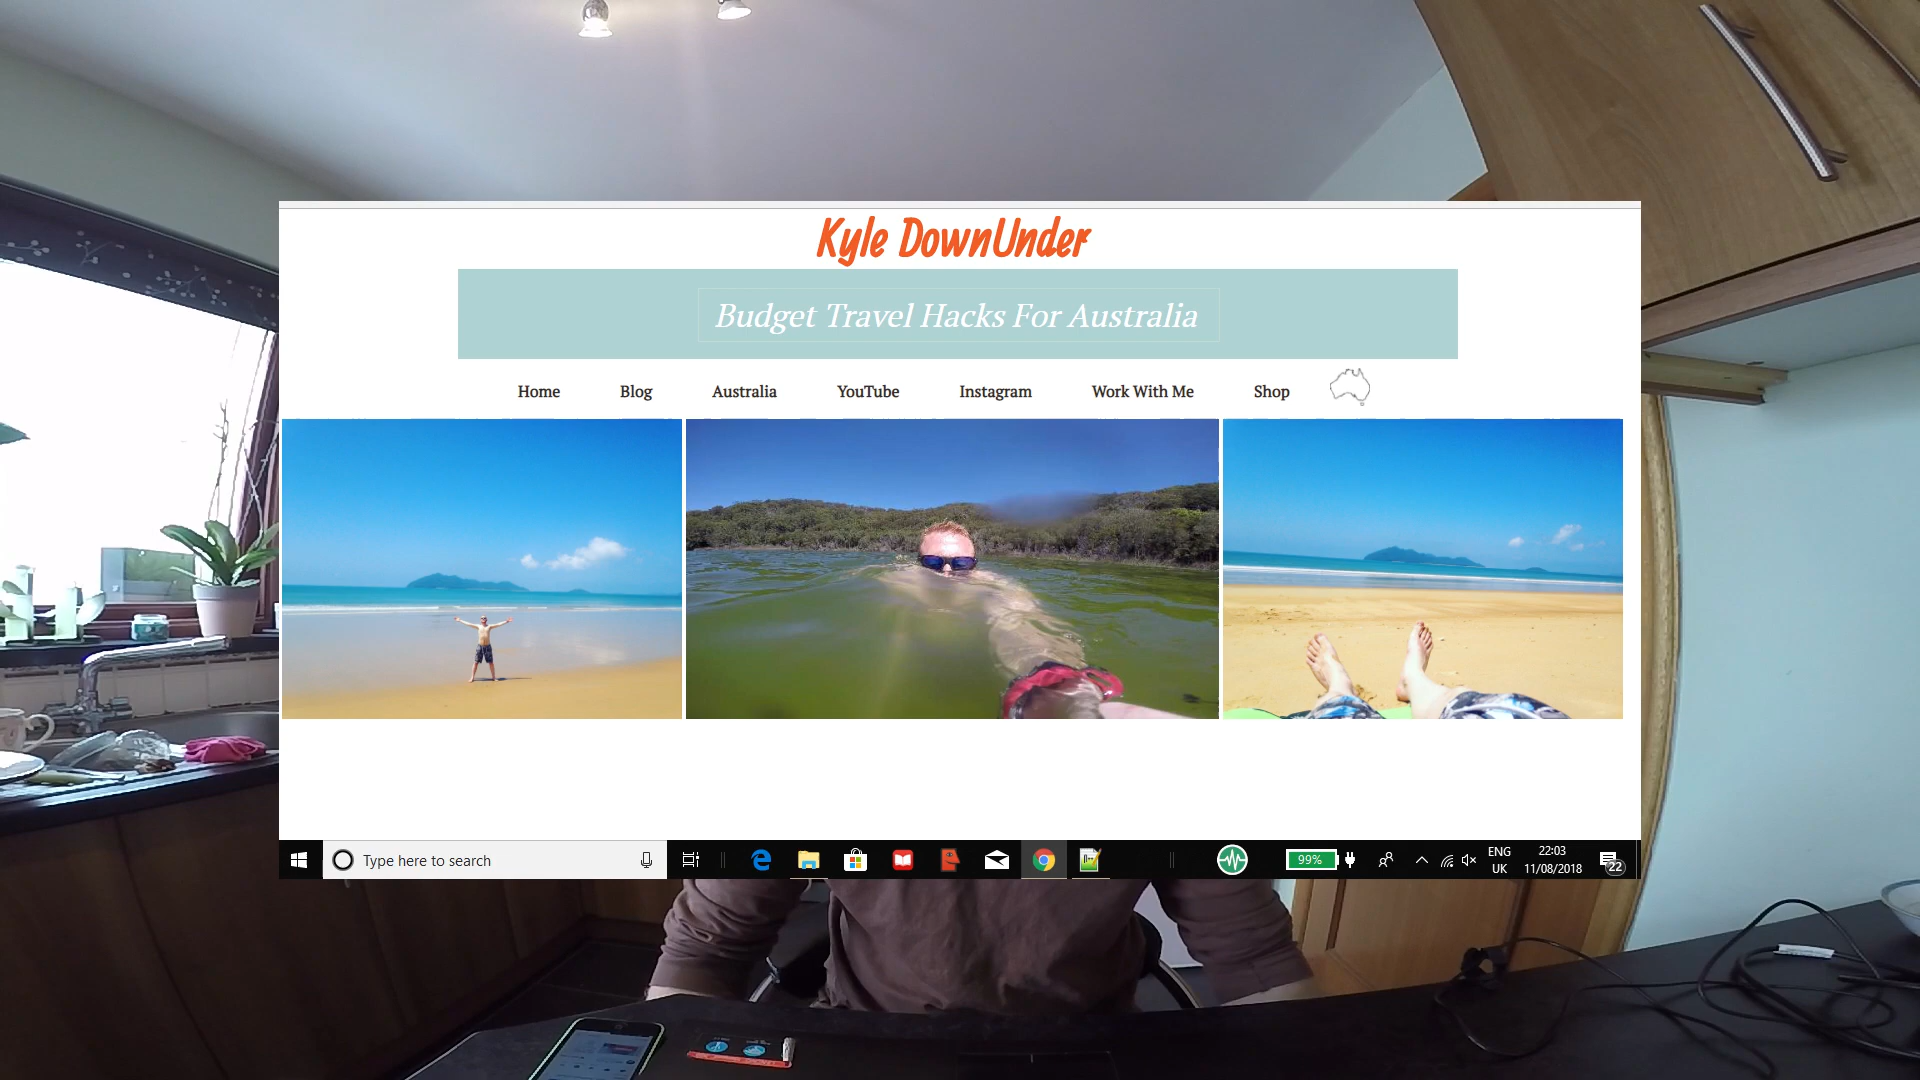 Kyle DownUnder
Budget Travel Hacks For Australia
Home Blog Australia YouTube Instagram Work With Me Shop
Type here to search
99%
ENG
UK
22:03
11/08/2018
22